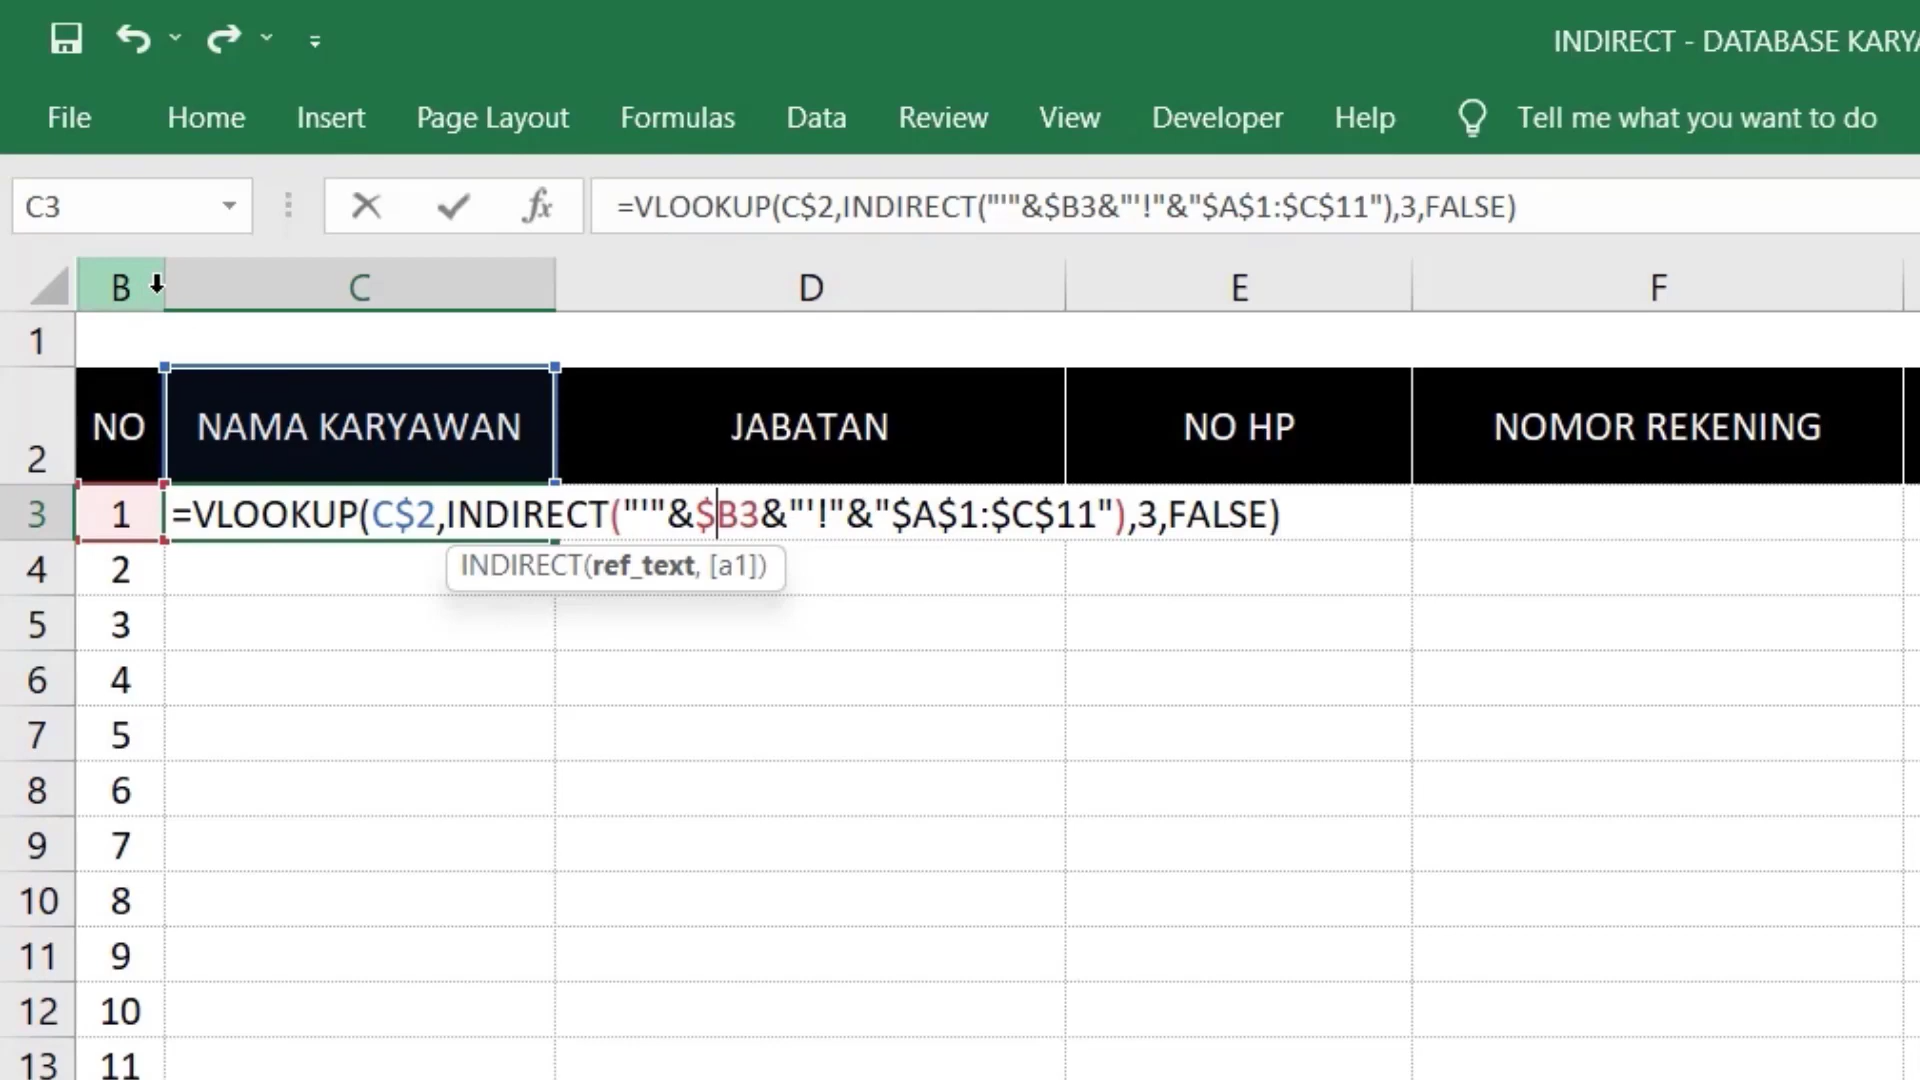 INDIRECT - DATABASE
File Home Insert Page Layout Formulas Data Review View Developer Help Tell me what you want to do
C3 fx =VLOOKUP(C$2,INDIRECT("'"&$B3&"'!"&"$A$1:$C$11"),3,FALSE)
B C D E F
1
2 NO NAMA KARYAWAN JABATAN NO HP NOMOR REKENING
3 1 =VLOOKUP(C$2,INDIRECT("'"&$B3&"'!"&"$A$1:$C$11"),3,FALSE)
INDIRECT(ref_text, [a1])
4 2
5 3
6 4
7 5
8 6
9 7
10 8
11 9
12 10
13 11